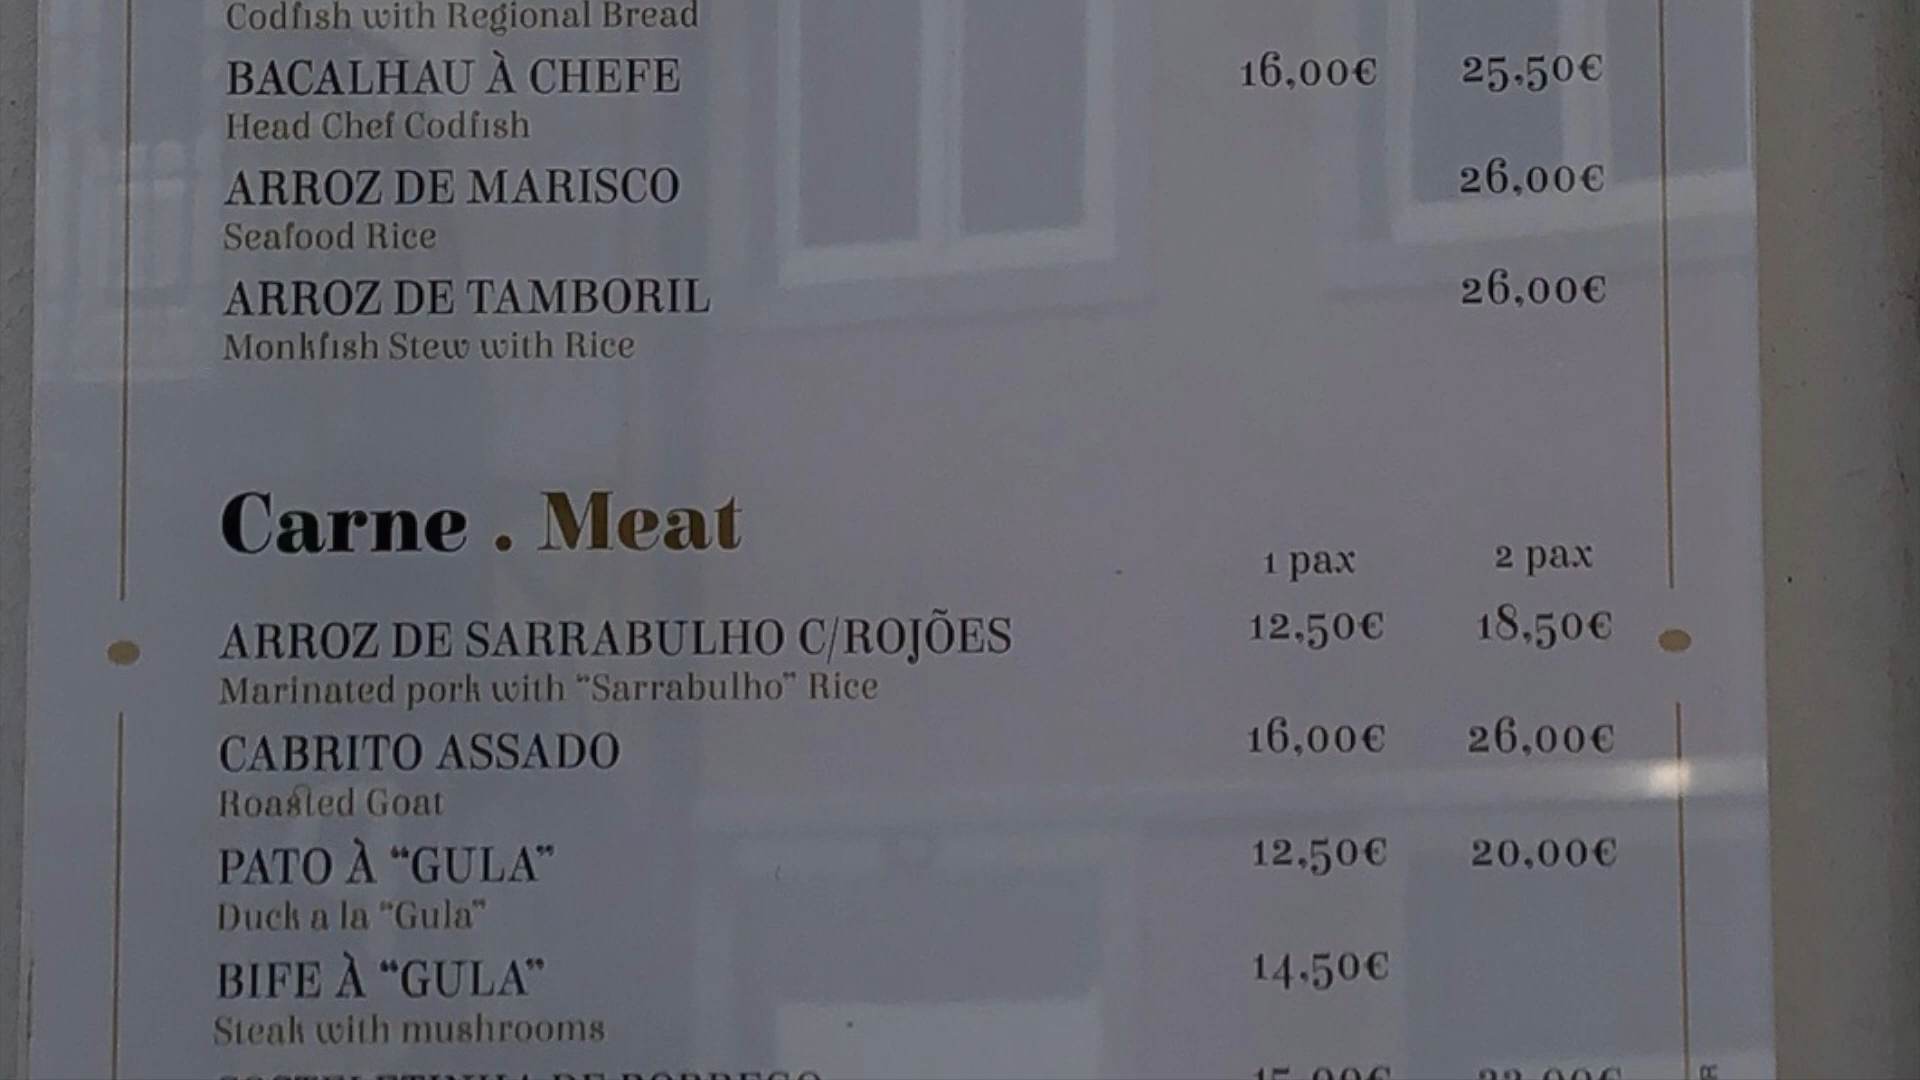 Codfish with Regional Bread
BACALHAU À CHEFE 16,00€ 25,50€
Head Chef Codfish
ARROZ DE MARISCO 26,00€
Seafood Rice
ARROZ DE TAMBORIL 26,00€
Monkfish Stew with Rice
Carne . Meat
1 pax 2 pax
ARROZ DE SARRABULHO C/ROJÕES 12,50€ 18,50€
Marinated pork with “Sarrabulho” Rice
CABRITO ASSADO 16,00€ 26,00€
Roasted Goat
PATO À “GULA” 12,50€ 20,00€
Duck a la “Gula”
BIFE À “GULA” 14,50€
Steak with mushrooms